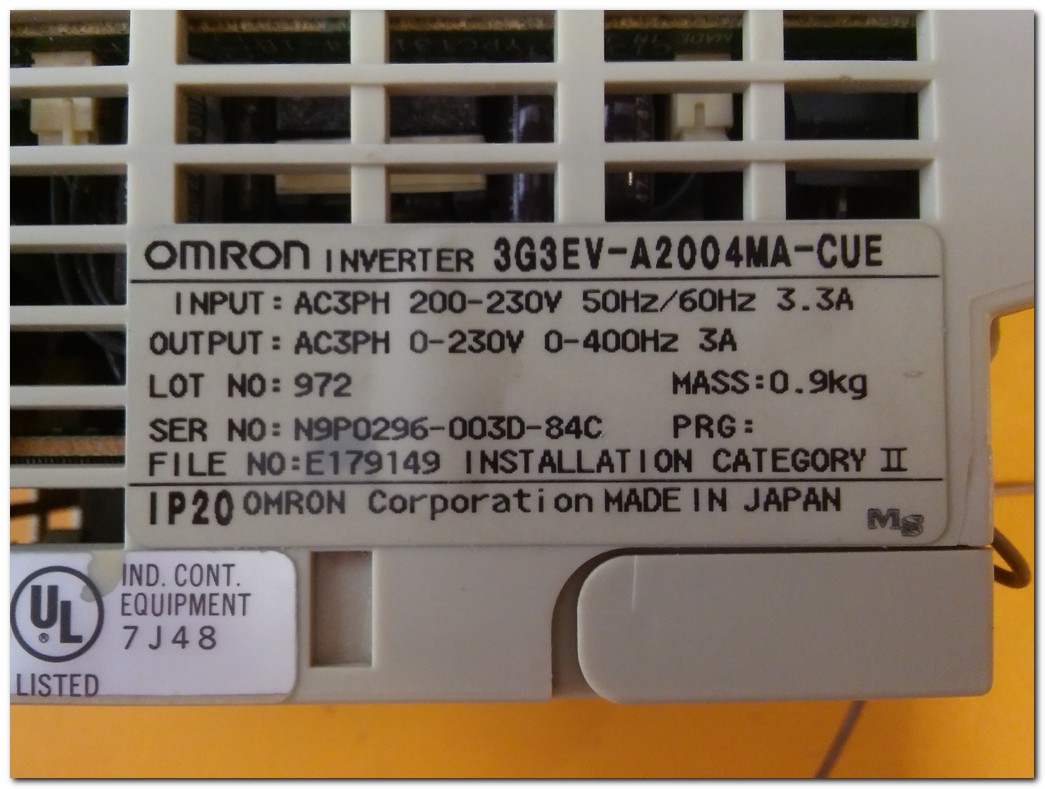 OMRON INVERTER 3G3EV-A2004MA-CUE
INPUT: AC3PH 200-230V 50Hz/60Hz 3.3A
OUTPUT: AC3PH 0-230V 0-400Hz 3A
LOT NO: 972 MASS:0.9kg
SER NO: N9P0296-003D-84C PRG:
FILE NO:E179149 INSTALLATION CATEGORY II
IP20 OMRON Corporation MADE IN JAPAN
MS
UL
®
LISTED
IND. CONT.
EQUIPMENT
7J48